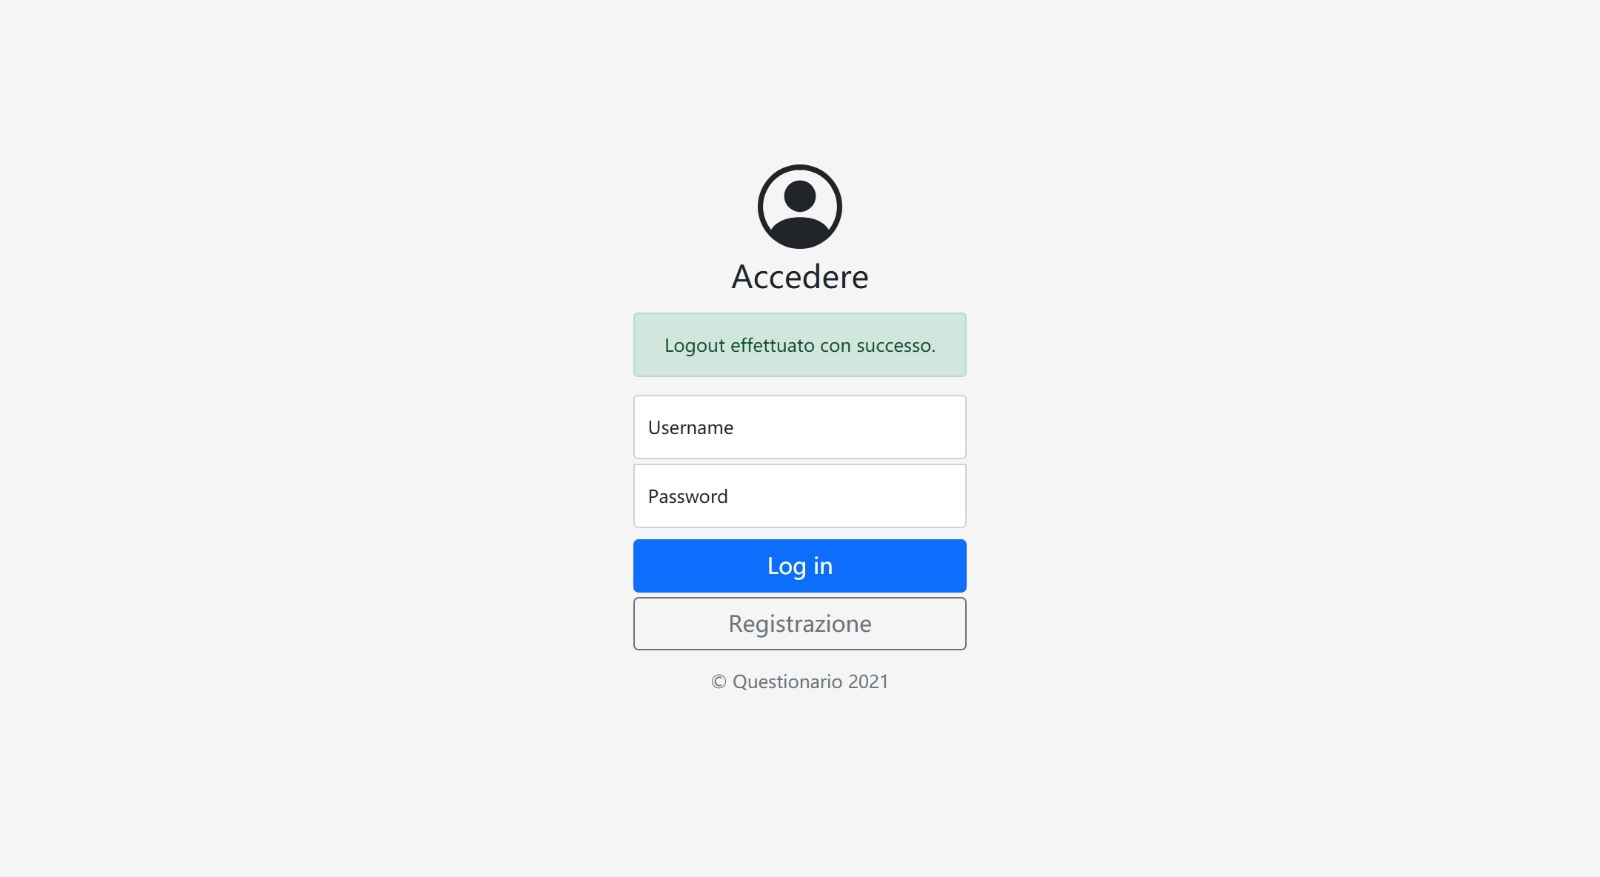 Accedere
Logout effettuato con successo.
Username
Password
Log in
Registrazione
© Questionario 2021